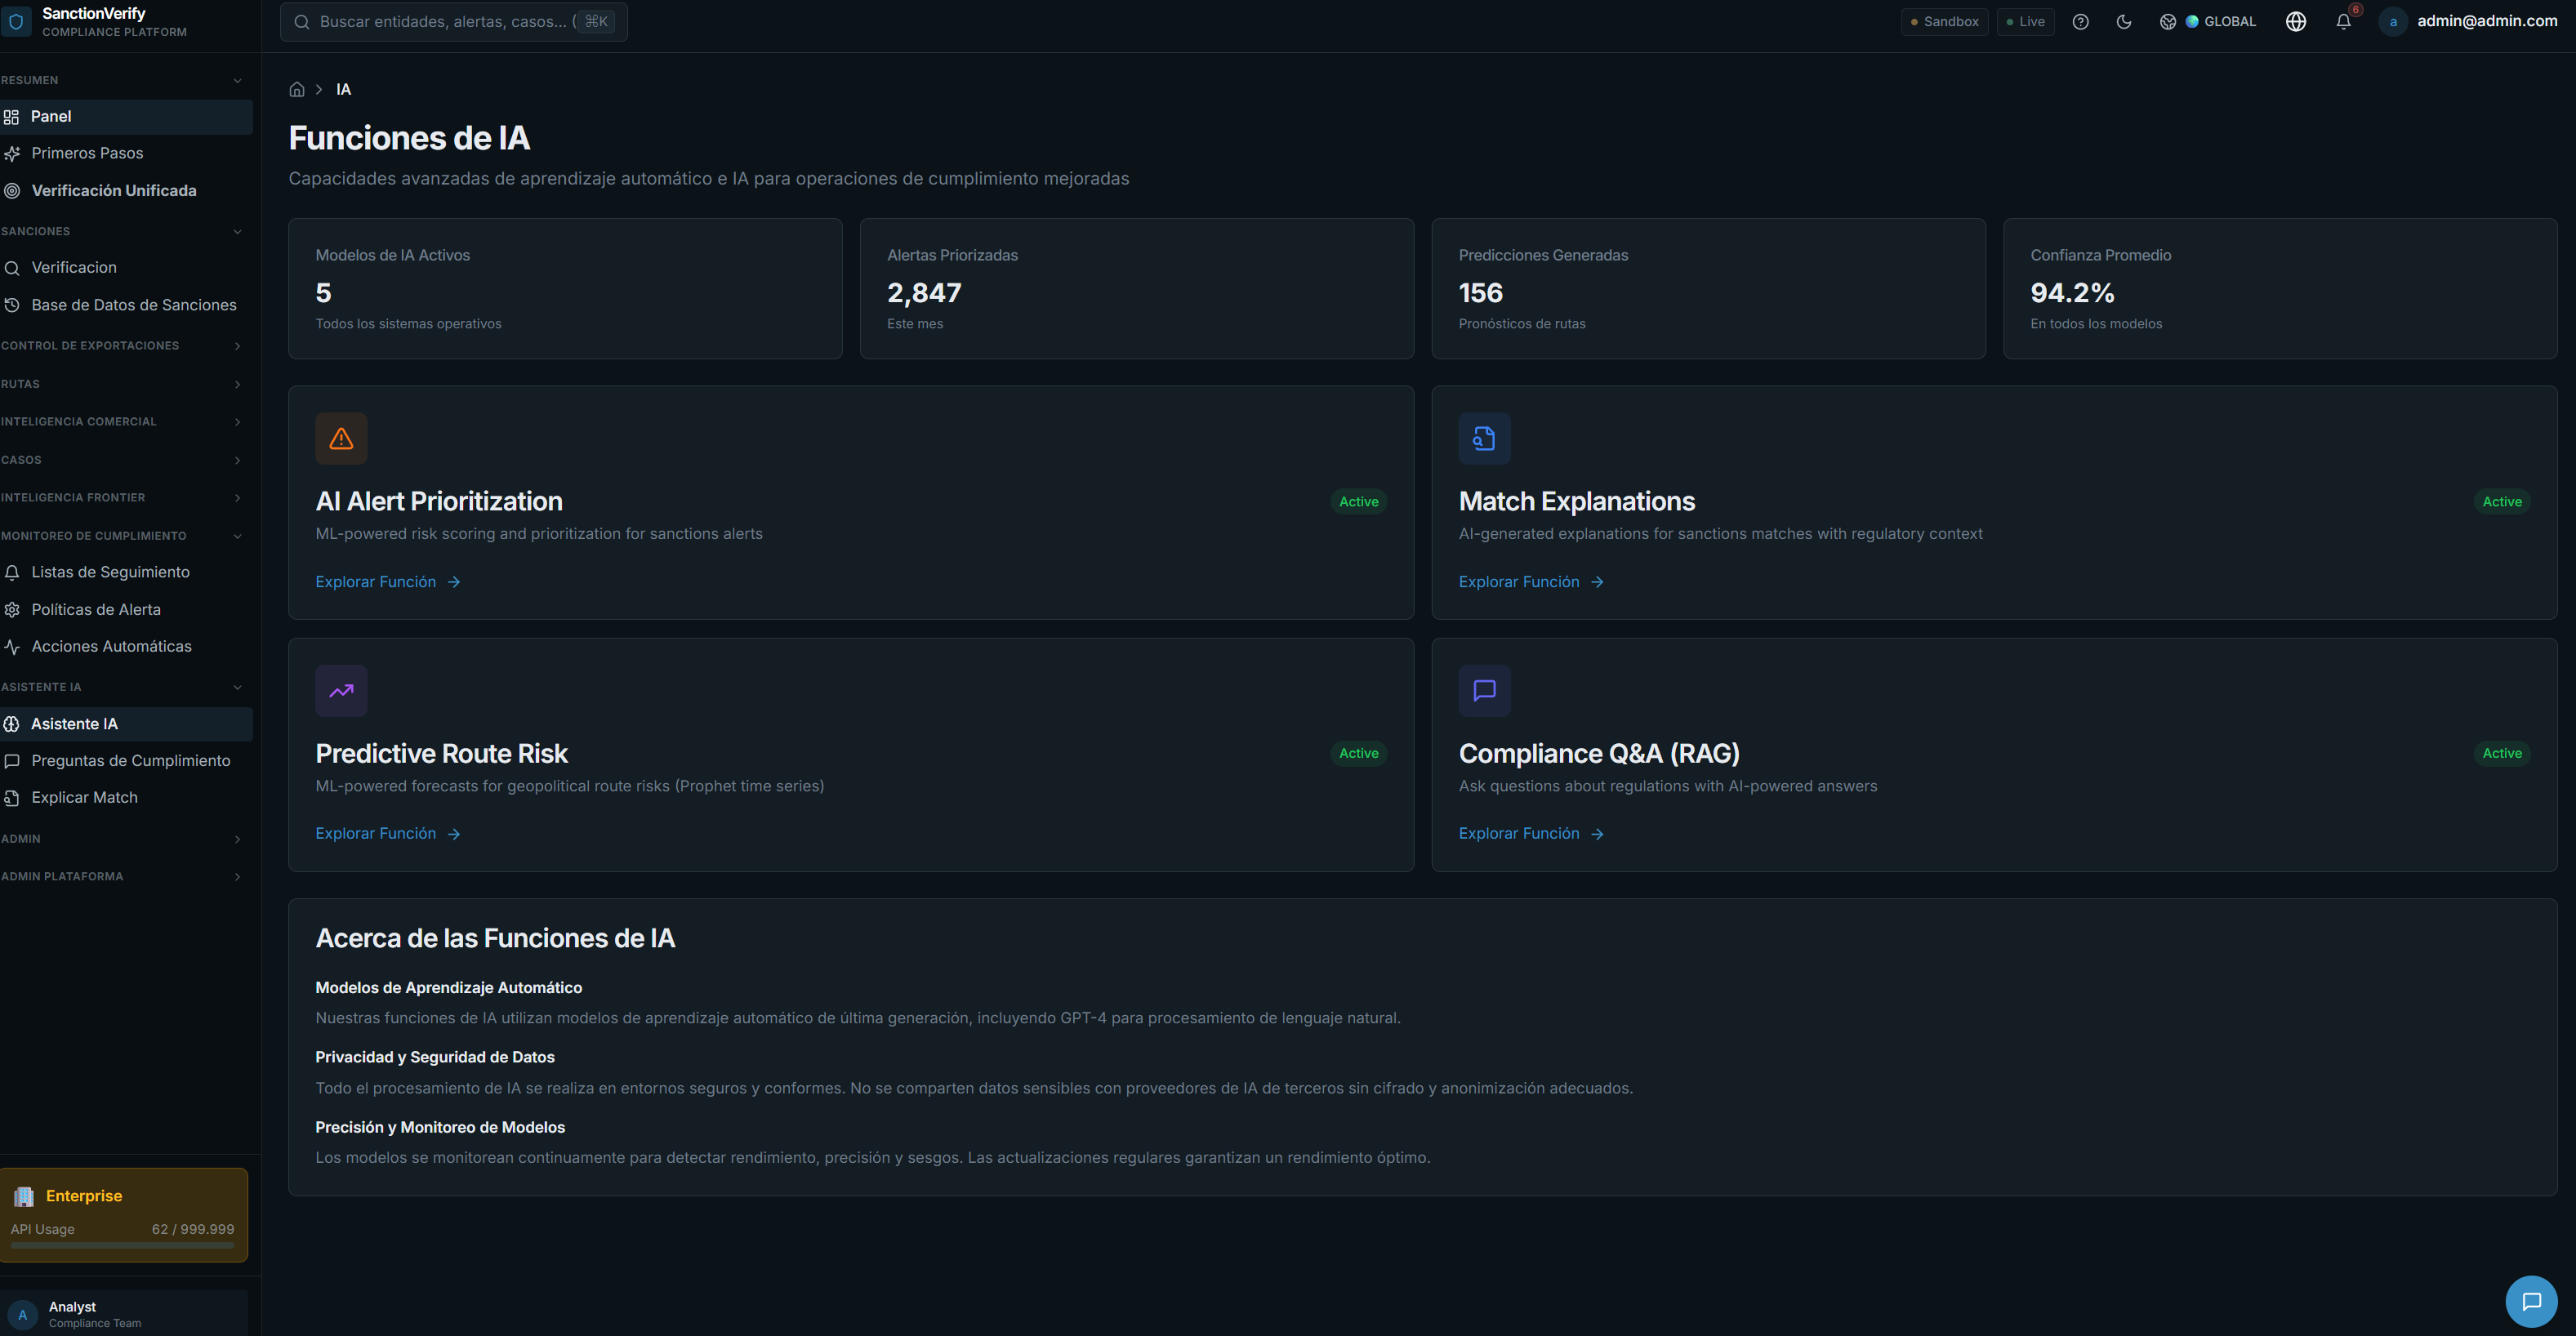 SanctionVerify
COMPLIANCE PLATFORM
Buscar entidades, alertas, casos... (⌘K
Sandbox
Live
GLOBAL
6
a
admin@admin.com
RESUMEN
Panel
Primeros Pasos
Verificación Unificada
SANCIONES
Verificacion
Base de Datos de Sanciones
CONTROL DE EXPORTACIONES
RUTAS
INTELIGENCIA COMERCIAL
CASOS
INTELIGENCIA FRONTIER
MONITOREO DE CUMPLIMIENTO
Listas de Seguimiento
Políticas de Alerta
Acciones Automáticas
ASISTENTE IA
Asistente IA
Preguntas de Cumplimiento
Explicar Match
ADMIN
ADMIN PLATAFORMA
Enterprise
API Usage 62 / 999.999
A
Analyst
Compliance Team
IA
Funciones de IA
Capacidades avanzadas de aprendizaje automático e IA para operaciones de cumplimiento mejoradas
Modelos de IA Activos
5
Todos los sistemas operativos
Alertas Priorizadas
2,847
Este mes
Predicciones Generadas
156
Pronósticos de rutas
Confianza Promedio
94.2%
En todos los modelos
AI Alert Prioritization
Active
ML-powered risk scoring and prioritization for sanctions alerts
Explorar Función
Match Explanations
Active
AI-generated explanations for sanctions matches with regulatory context
Explorar Función
Predictive Route Risk
Active
ML-powered forecasts for geopolitical route risks (Prophet time series)
Explorar Función
Compliance Q&A (RAG)
Active
Ask questions about regulations with AI-powered answers
Explorar Función
Acerca de las Funciones de IA
Modelos de Aprendizaje Automático
Nuestras funciones de IA utilizan modelos de aprendizaje automático de última generación, incluyendo GPT-4 para procesamiento de lenguaje natural.
Privacidad y Seguridad de Datos
Todo el procesamiento de IA se realiza en entornos seguros y conformes. No se comparten datos sensibles con proveedores de IA de terceros sin cifrado y anonimización adecuados.
Precisión y Monitoreo de Modelos
Los modelos se monitorean continuamente para detectar rendimiento, precisión y sesgos. Las actualizaciones regulares garantizan un rendimiento óptimo.